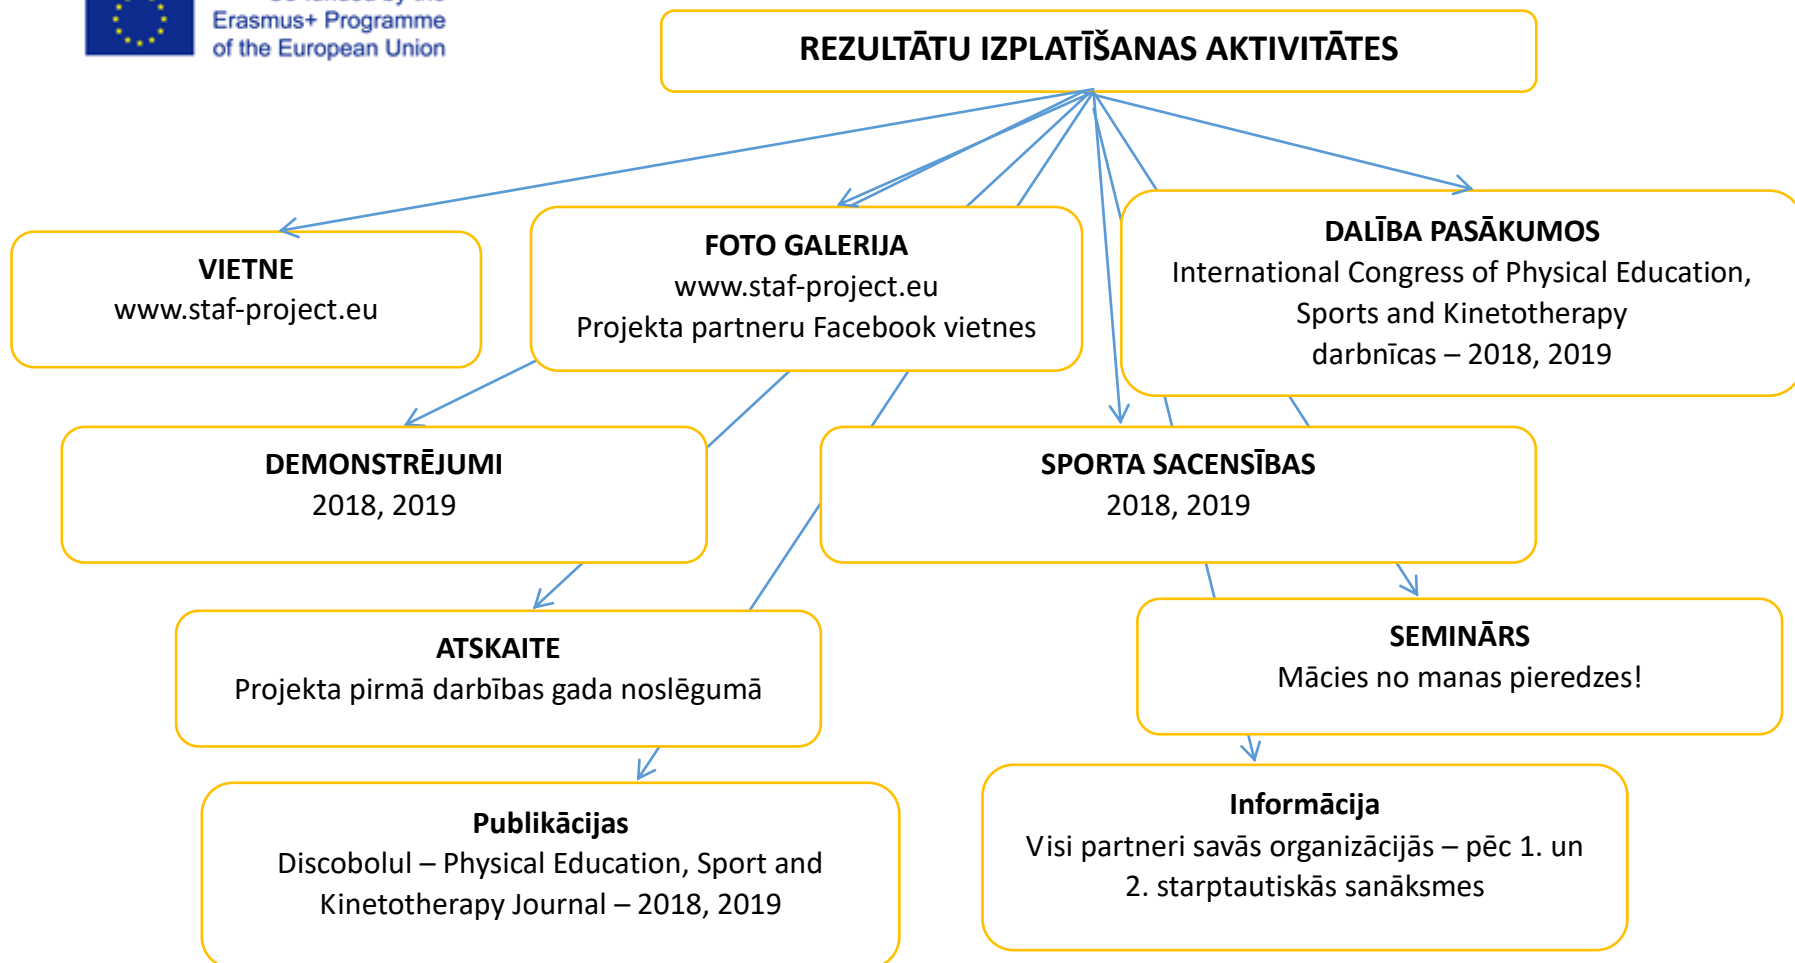 Erasmus+ Programme
of the European Union
REZULTĀTU IZPLATĪŠANAS AKTIVITĀTES
VIETNE
www.staf-project.eu
FOTO GALERIJA
www.staf-project.eu
Projekta partneru Facebook vietnes
DALĪBA PASĀKUMOS
International Congress of Physical Education,
Sports and Kinetotherapy
darbnīcas – 2018, 2019
DEMONSTRĒJUMI
2018, 2019
SPORTA SACENSĪBAS
2018, 2019
ATSKAITE
Projekta pirmā darbības gada noslēgumā
SEMINĀRS
Mācies no manas pieredzes!
Publikācijas
Discobolul – Physical Education, Sport and
Kinetotherapy Journal – 2018, 2019
Informācija
Visi partneri savās organizācijās – pēc 1. un
2. starptautiskās sanāksmes